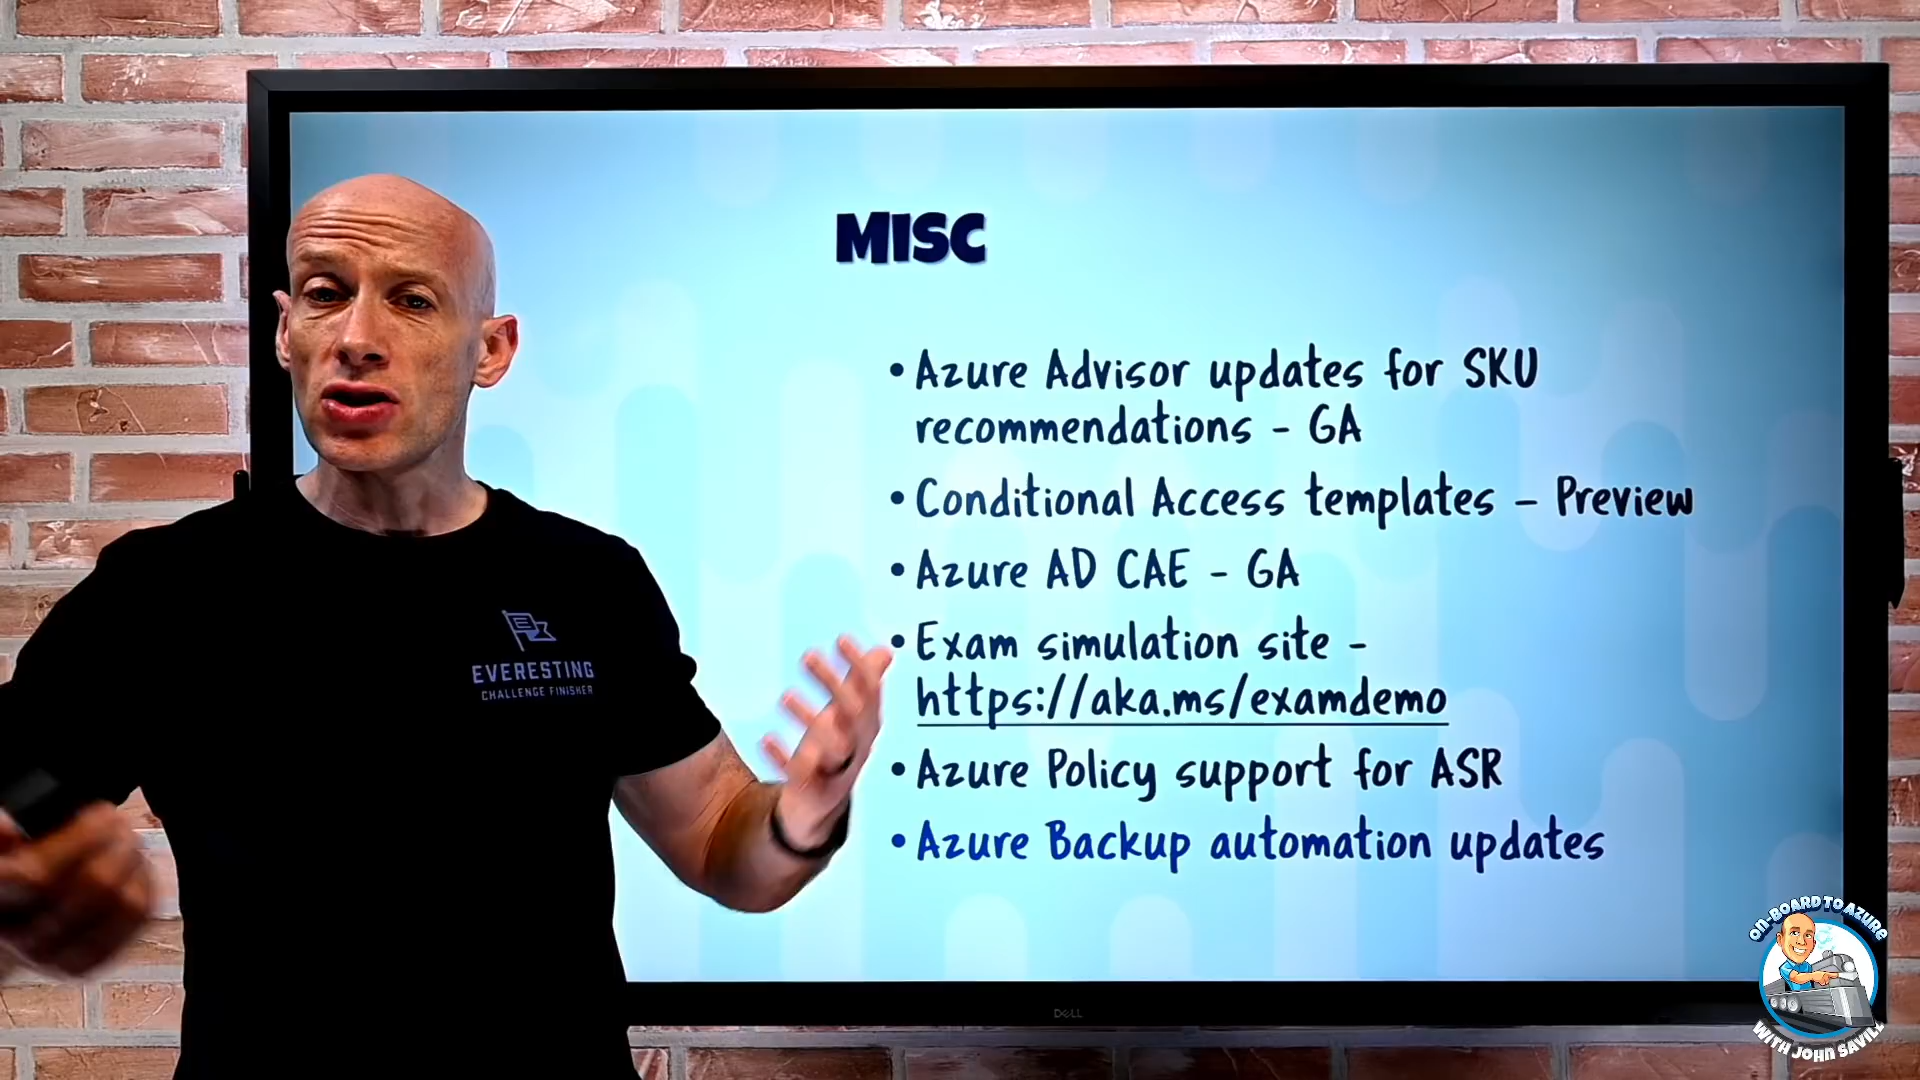 MISC
• Azure Advisor updates for SKU
recommendations - GA
• Conditional Access templates – Preview
• Azure AD CAE - GA
• Exam simulation site -
https://aka.ms/examdemo
• Azure Policy support for ASR
• Azure Backup automation updates
EVERESTING
CHALLENGE FINISHER
DELL
ON-BOARD TO AZURE
WITH JOHN SAVILL